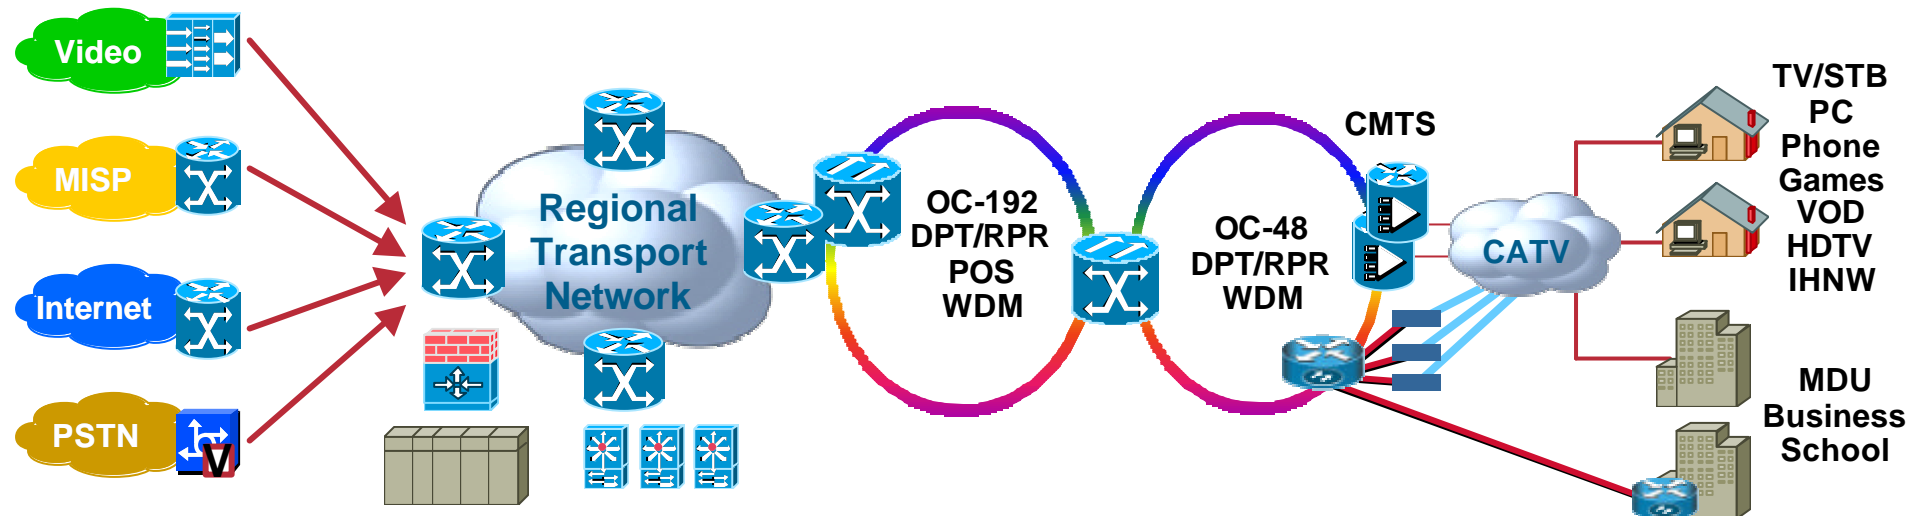 Video
MISP
Internet
PSTN
V
Regional
Transport
Network
OC-192
DPT/RPR
POS
WDM
OC-48
DPT/RPR
WDM
CMTS
CATV
TV/STB
PC
Phone
Games
VOD
HDTV
IHNW
MDU
Business
School